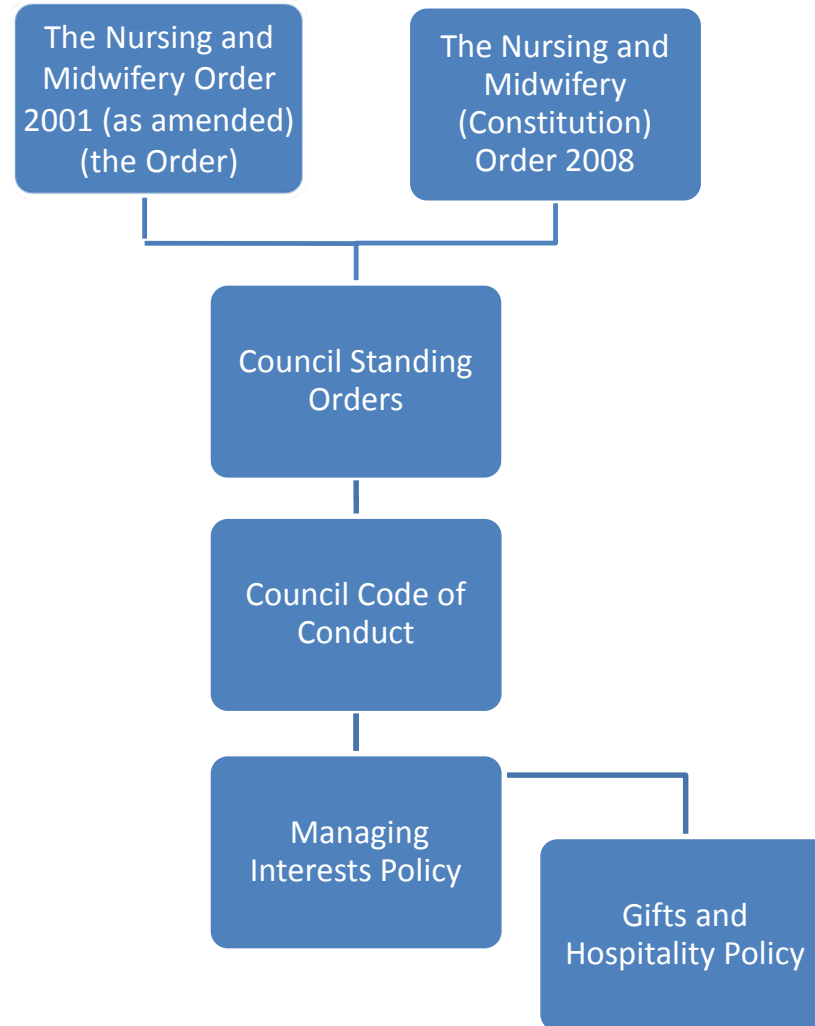 The Nursing and
Midwifery Order
2001 (as amended)
(the Order)
The Nursing and
Midwifery
(Constitution)
Order 2008
Council Standing
Orders
Council Code of
Conduct
Managing
Interests Policy
Gifts and
Hospitality Policy